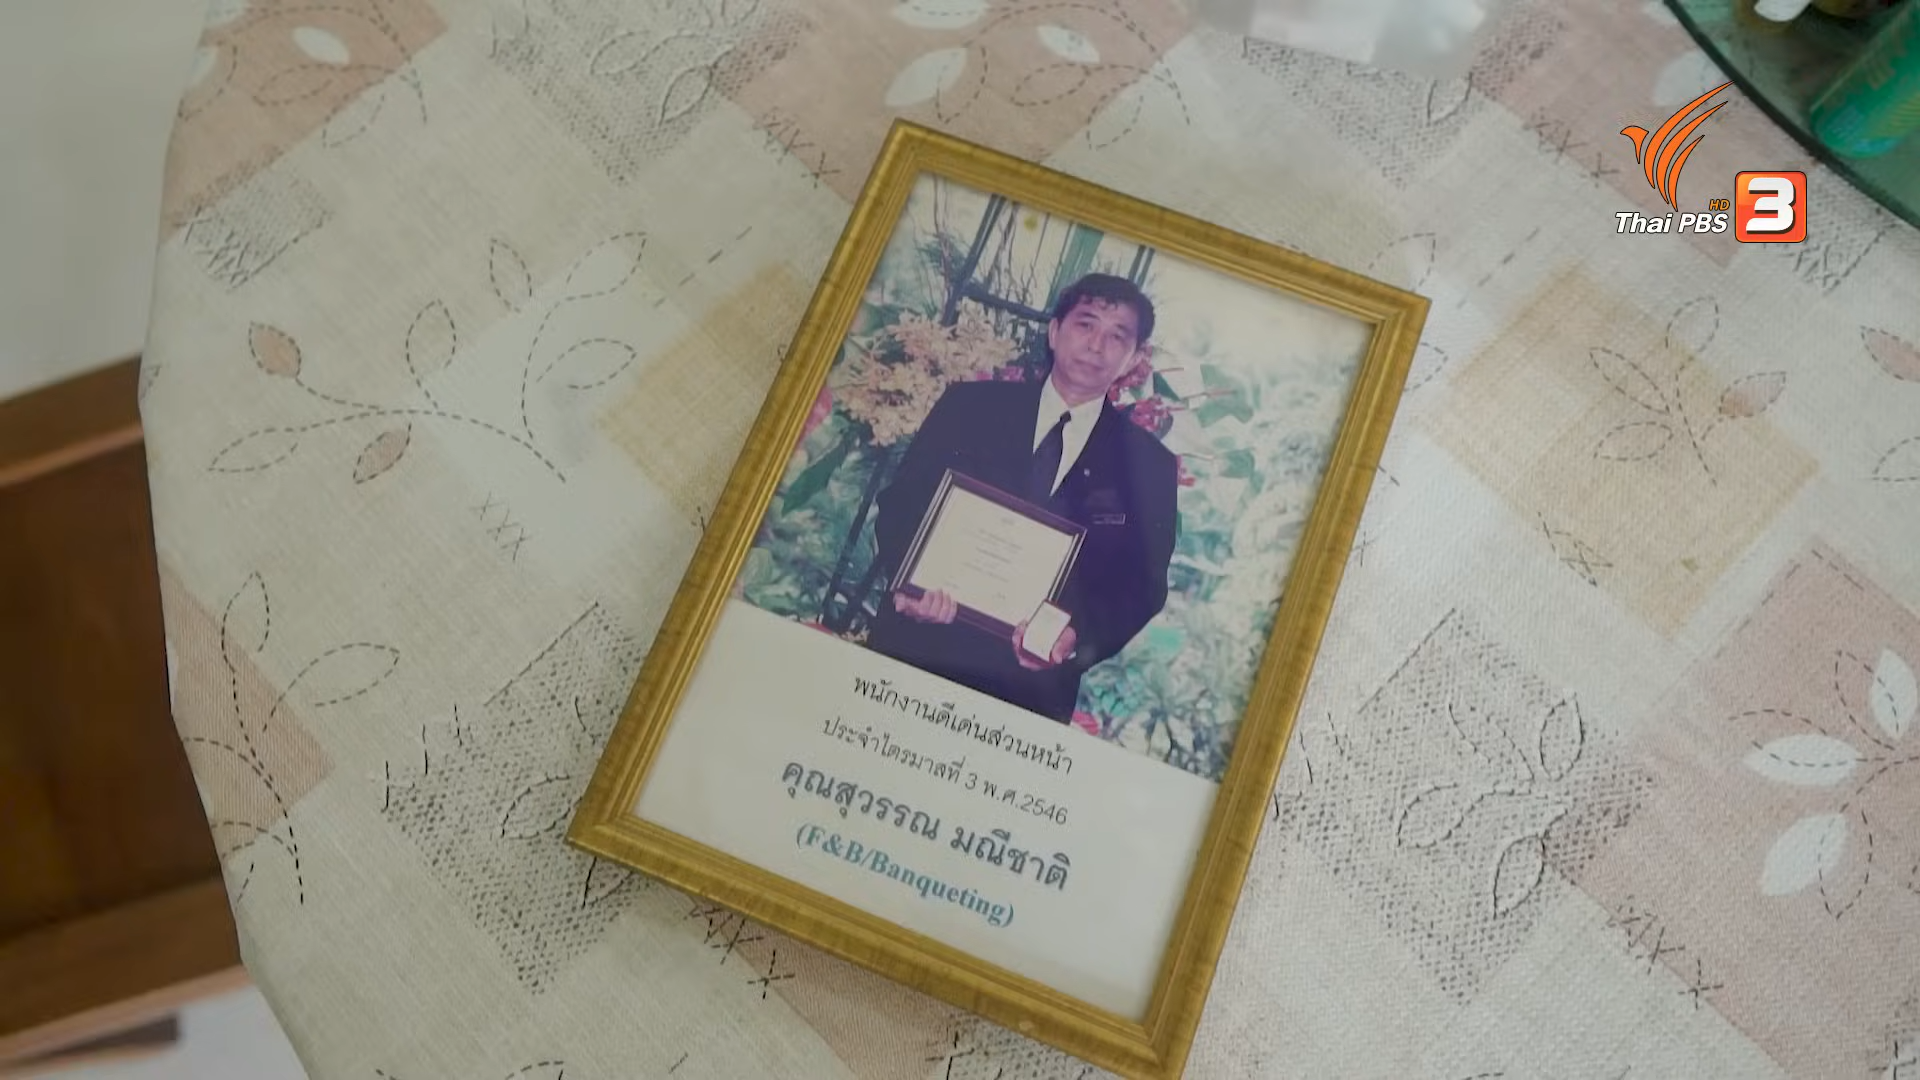 พนักงานดีเด่นส่วนหน้า
ประจำไตรมาสที่ 3 พ.ศ.2546
คุณสุวรรณ มณีชาติ
(F&B/Banqueting)
HD
Thai PBS 3